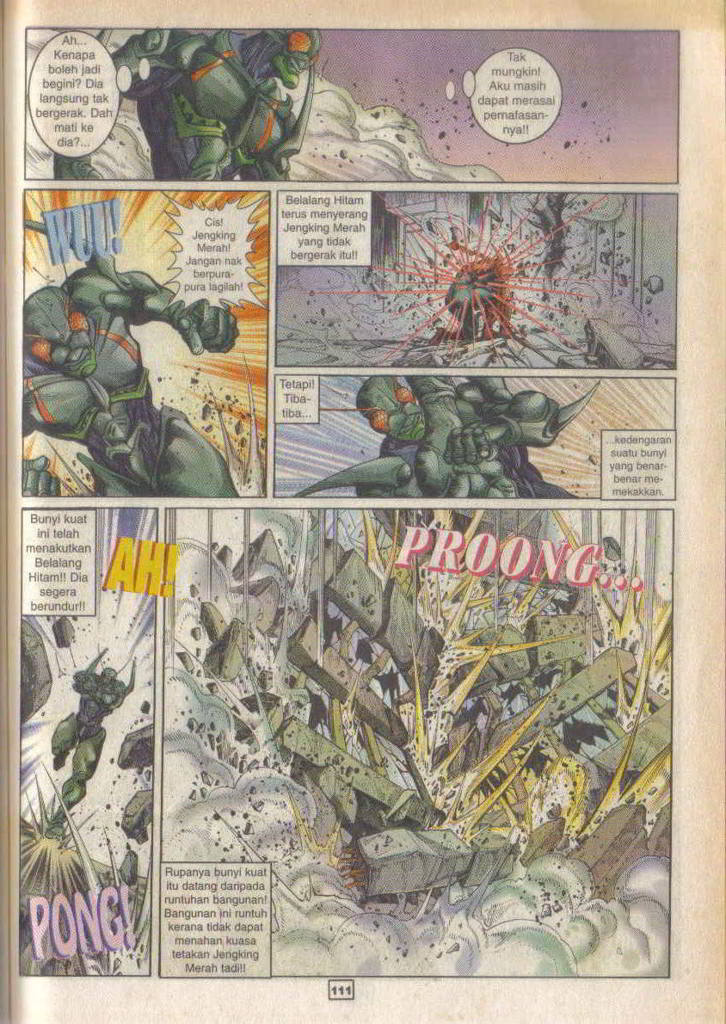 Ah...
Kenapa
boleh jadi
begini? Dia
langsung tak
bergerak. Dah
mati ke
dia?...
Tak
mungkin!
Aku masih
dapat merasai
pernafasan-
nya!!
WUU!
Cis!
Jengking
Merah!
Jangan nak
berpura-
pura lagilah!
Belalang Hitam
terus menyerang
Jengking Merah
yang tidak
bergerak itu!!
Tetapi!
Tiba-
tiba...
...kedengaran
suatu bunyi
yang benar-
benar me-
mekakkan.
Bunyi kuat
ini telah
menakutkan
Belalang
Hitam!! Dia
segera
berundur!!
AH!
PONG!
PROONG...
Rupanya bunyi kuat
itu datang daripada
runtuhan bangunan!
Bangunan ini runtuh
kerana tidak dapat
menahan kuasa
tetakan Jengking
Merah tadi!!
111